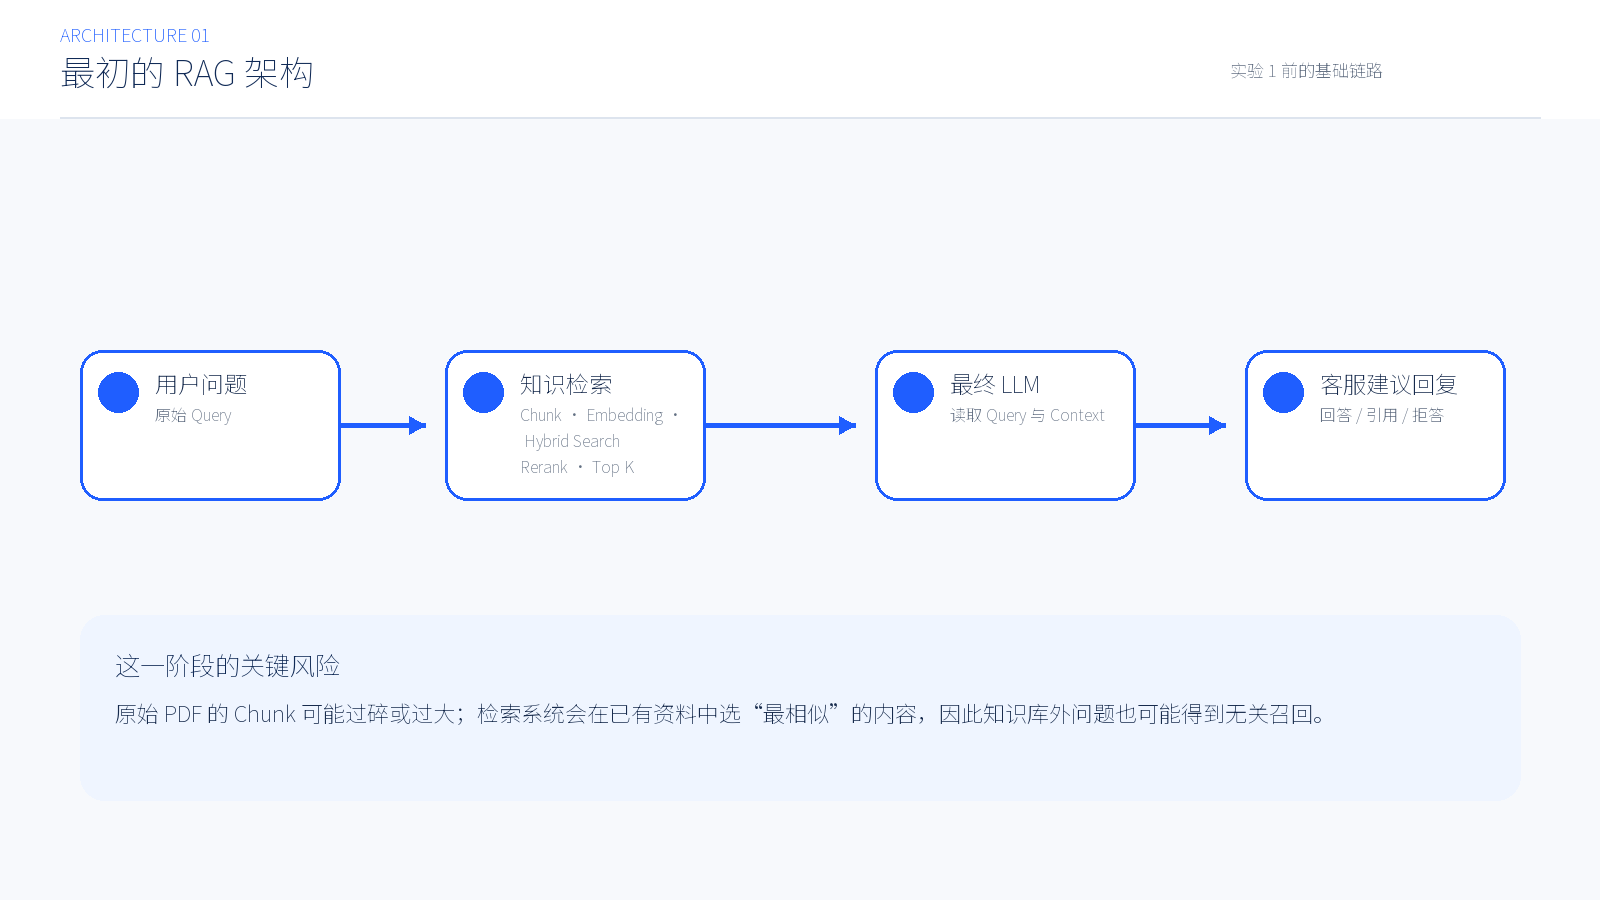 ARCHITECTURE 01
最初的 RAG 架构
实验 1 前的基础链路
用户问题
原始 Query
知识检索
Chunk · Embedding ·
Hybrid Search
Rerank · Top K
最终 LLM
读取 Query 与 Context
客服建议回复
回答 / 引用 / 拒答
这一阶段的关键风险
原始 PDF 的 Chunk 可能过碎或过大；检索系统会在已有资料中选“最相似”的内容，因此知识库外问题也可能得到无关召回。